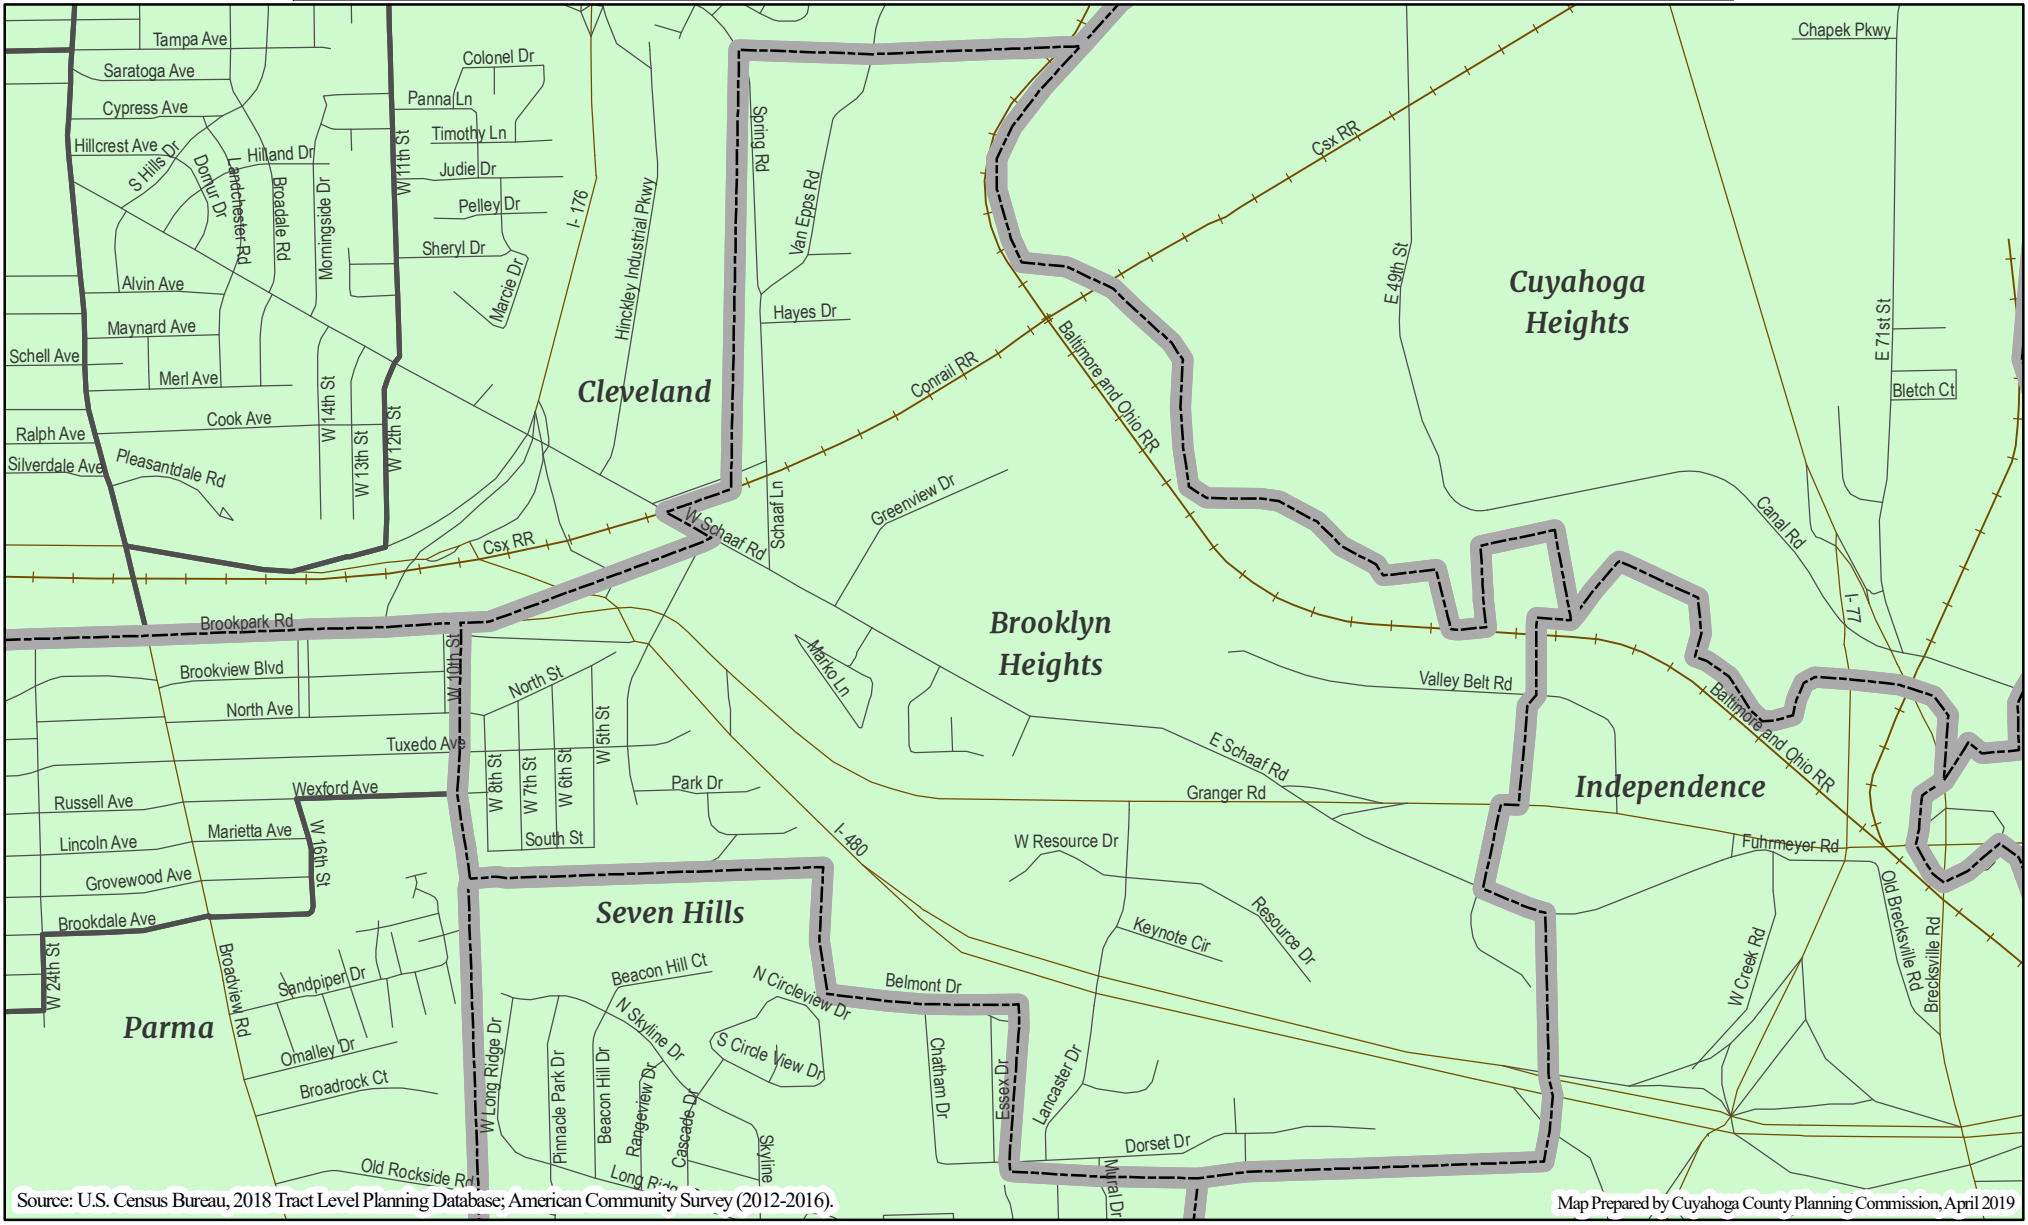 Tampa Ave
Saratoga Ave
Cypress Ave
Hillcrest Ave
S Hills Dr
Domur Dr
Landchester Rd
Hilland Dr
Broadale Rd
Morningside Dr
W 11th St
Colonel Dr
Panna Ln
Timothy Ln
Judie Dr
Pelley Dr
Sheryl Dr
Marcie Dr
I- 176
Hinckley Industrial Pkwy
Spring Rd
Van Epps Rd
Hayes Dr
Csx RR
Chapek Pkwy
E 49th St
E 71st St
Bletch Ct
Cuyahoga
Heights
Alvin Ave
Maynard Ave
Schell Ave
Merl Ave
Cook Ave
Ralph Ave
Silverdale Ave
Pleasantdale Rd
W 14th St
W 13th St
W 12th St
Cleveland
Conrail RR
Baltimore and Ohio RR
Greenview Dr
Schaaf Ln
W Schaaf Rd
Csx RR
Canal Rd
I- 77
Brookpark Rd
Brookview Blvd
North Ave
W 10th St
North St
Tuxedo Ave
W 8th St
W 7th St
W 6th St
W 5th St
South St
Park Dr
Marko Ln
Brooklyn
Heights
Valley Belt Rd
E Schaaf Rd
Granger Rd
Baltimore and Ohio RR
Independence
Fuhrmeyer Rd
Old Brecksville Rd
Brecksville Rd
W Creek Rd
Wexford Ave
Russell Ave
Marietta Ave
Lincoln Ave
W 16th St
Grovewood Ave
Brookdale Ave
W 24th St
Broadview Rd
Sandpiper Dr
Parma
Omalley Dr
Broadrock Ct
Old Rockside Rd
I- 480
W Resource Dr
Resource Dr
Keynote Cir
Seven Hills
Beacon Hill Ct
N Circleview Dr
Belmont Dr
N Skyline Dr
S Circle View Dr
W Long Ridge Dr
Pinnacle Park Dr
Beacon Hill Dr
Rangeview Dr
Cascade Dr
Skyline
Long Ridg
Chatham Dr
Essex Dr
Lancaster Dr
Dorset Dr
Mural Dr
Source: U.S. Census Bureau, 2018 Tract Level Planning Database; American Community Survey (2012-2016).
Map Prepared by Cuyahoga County Planning Commission, April 2019